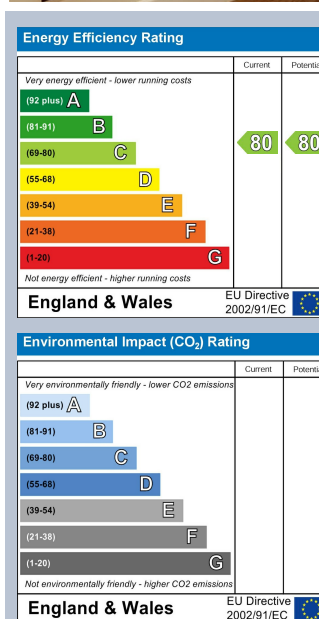 Energy Efficiency Rating
Current Potentia
Very energy efficient - lower running costs
(92 plus) A
(81-91) B
(69-80) C
80 80
(55-68) D
(39-54) E
(21-38) F
(1-20) G
Not energy efficient - higher running costs
England & Wales
EU Directive
2002/91/EC
Environmental Impact (CO₂) Rating
Current Potentia
Very environmentally friendly - lower CO2 emissions
(92 plus) A
(81-91) B
(69-80) C
(55-68) D
(39-54) E
(21-38) F
(1-20) G
Not environmentally friendly - higher CO2 emissions
England & Wales
EU Directive
2002/91/EC